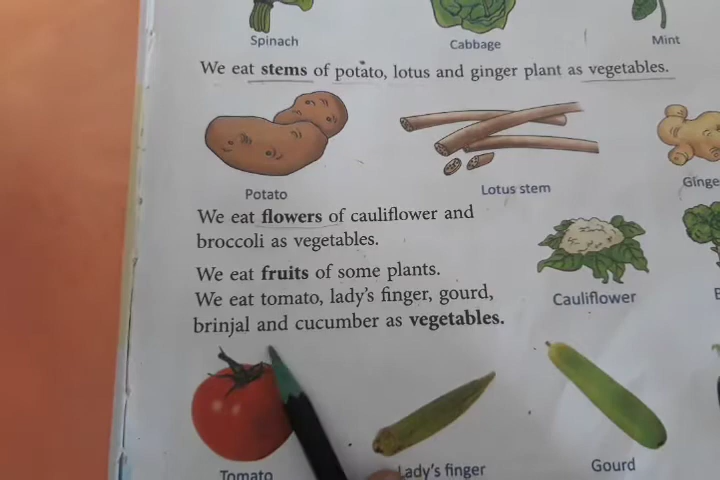 Spinach
Cabbage
Mint
We eat stems of potato, lotus and ginger plant as vegetables.
Potato
Lotus stem
We eat flowers of cauliflower and
broccoli as vegetables.
Cauliflower
We eat fruits of some plants.
We eat tomato, lady's finger, gourd,
brinjal and cucumber as vegetables.
Tomato
Lady's finger
Gourd